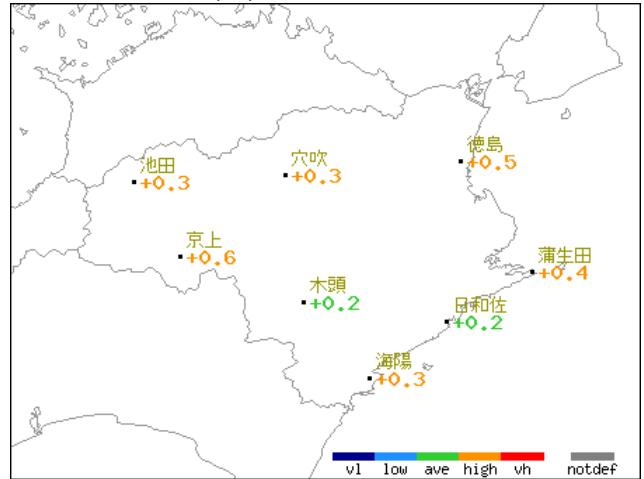 徳島
+0.5
穴吹
+0.3
池田
+0.3
京上
+0.6
蒲生田
+0.4
木頭
+0.2
日和佐
+0.2
海陽
+0.3
vl low ave high vh notdef